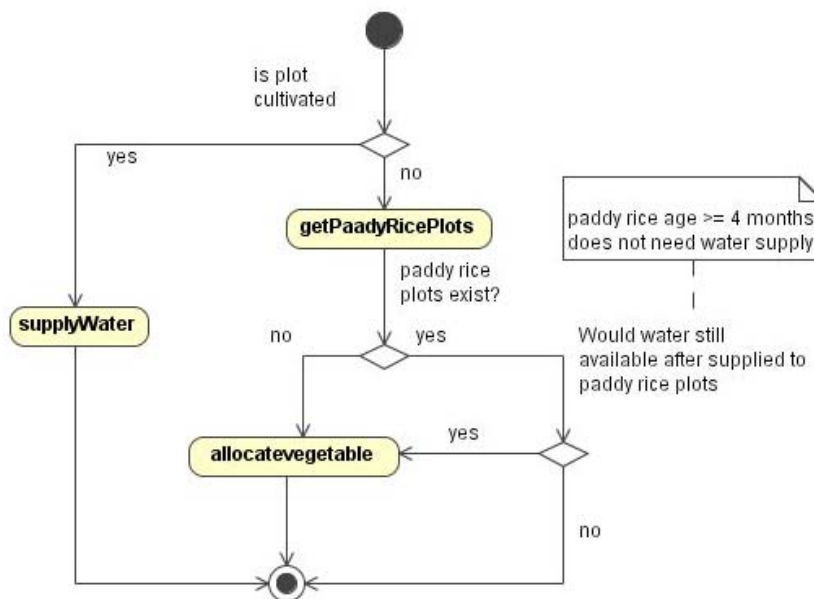 is plot
cultivated
yes
no
getPaadyRicePlots
paddy rice age >= 4 months
does not need water supply
paddy rice
plots exist?
supplyWater
no
yes
Would water still
available after supplied to
paddy rice plots
allocatevegetable
yes
no